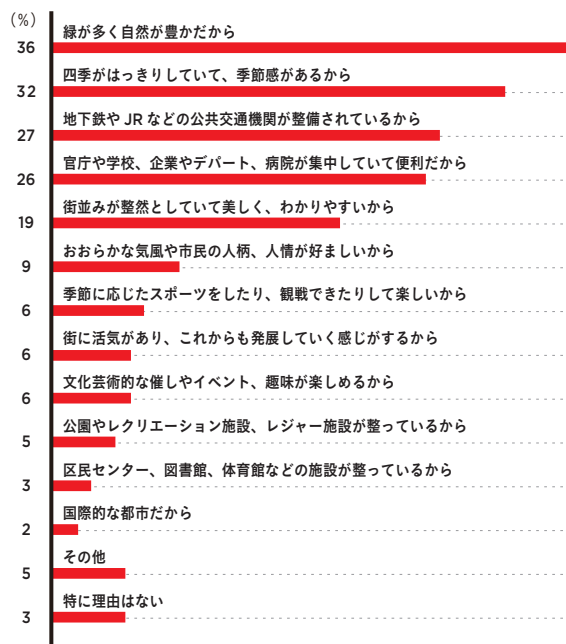 (%)
緑が多く自然が豊かだから
36
四季がはっきりしていて、季節感があるから
32
地下鉄や JR などの公共交通機関が整備されているから
27
官庁や学校、企業やデパート、病院が集中していて便利だから
26
街並みが整然としていて美しく、わかりやすいから
19
おおらかな気風や市民の人柄、人情が好ましいから
9
季節に応じたスポーツをしたり、観戦できたりして楽しいから
6
街に活気があり、これからも発展していく感じがするから
6
文化芸術的な催しやイベント、趣味が楽しめるから
6
公園やレクリエーション施設、レジャー施設が整っているから
5
区民センター、図書館、体育館などの施設が整っているから
3
国際的な都市だから
2
その他
5
特に理由はない
3